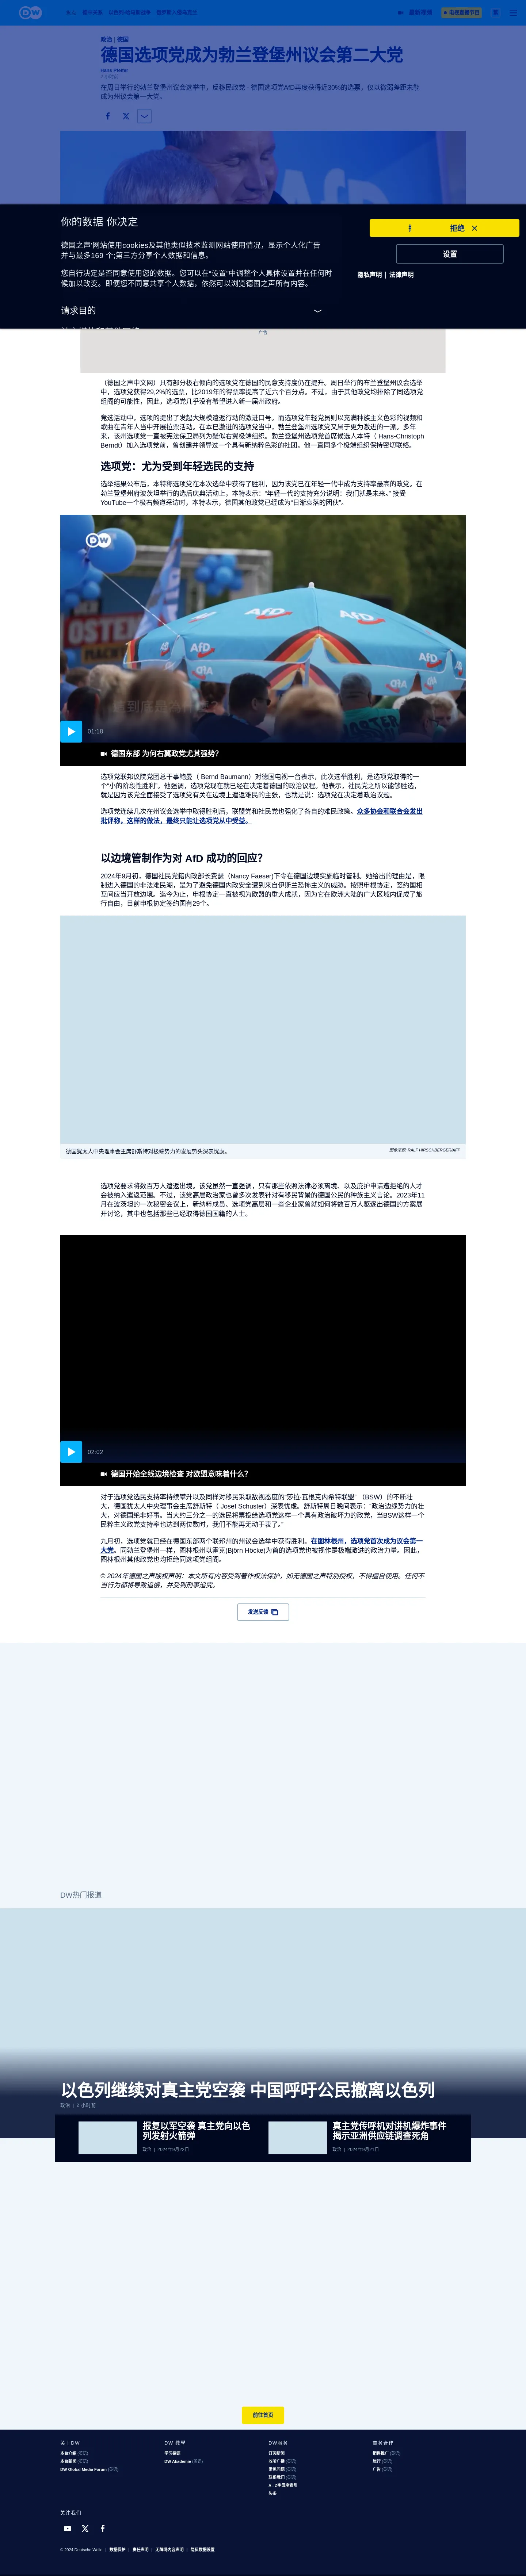 政治 | 德国
德国选项党成为勃兰登堡州议会第二大党
Hans Pfeifer
在周日举行的勃兰登堡州议会选举中，反移民政党 - 德国选项党AfD再度获得近30%的选票，仅以微弱差距未能
成为州议会第一大党。
你的数据 你决定
德国之声网站使用cookies及其他类似技术监测网站使用情况，显示个人化广告
并与最多169 个;第三方分享个人数据和信息。
您自行决定是否同意使用您的数据。您可以在“设置”中调整个人具体设置并在任何时
候加以改变。即便您不同意共享个人数据，依然可以浏览德国之声所有内容。
请求目的
拒绝
设置
隐私声明 | 法律声明
广告
（德国之声中文网）具有部分极右倾向的选项党在德国的民意支持度仍在提升。周日举行的布兰登堡州议会选举
中，选项党获得29,2%的选票，比2019年的得票率提高了近六个百分点。不过，由于其他政党均排除了同选项党
组阁的可能性，因此，选项党几乎没有希望进入新一届州政府。
竞选活动中，选项的提出了发起大规模遣返行动的激进口号。而选项党年轻党员则以充满种族主义色彩的视频和
歌曲在青年人当中开展拉票活动。在本已激进的选项党当中，勃兰登堡州选项党又属于更为激进的一派。多年
来，该州选项党一直被宪法保卫局列为疑似右翼极端组织。勃兰登堡州选项党首席候选人本特（ Hans-Christoph
Berndt）加入选项党前，曾创建并领导过一个具有新纳粹色彩的社团。他一直同多个极端组织保持密切联络。
选项党：尤为受到年轻选民的支持
选举结果公布后，本特称选项党在本次选举中获得了胜利，因为该党已在年轻一代中成为支持率最高的政党。在
勃兰登堡州府波茨坦举行的选后庆典活动上，本特表示：“年轻一代的支持充分说明：我们就是未来。” 接受
YouTube一个极右频道采访时，本特表示，德国其他政党已经成为“日渐衰落的团伙”。
01:18
德国东部 为何右翼政党尤其强势？
选项党联邦议院党团总干事鲍曼（ Bernd Baumann）对德国电视一台表示，此次选举胜利，是选项党取得的一
个“小的阶段性胜利”。他强调，选项党现在就已经在决定着德国的政治议程。他表示，社民党之所以能够胜选，
就是因为该党全面接受了选项党有关在边境上遣返难民的主张，也就是说：选项党在决定着政治议题。
选项党连续几次在州议会选举中取得胜利后，联盟党和社民党也强化了各自的难民政策。众多协会和联合会发出
批评称，这样的做法，最终只能让选项党从中受益。
以边境管制作为对 AfD 成功的回应？
2024年9月初，德国社民党籍内政部长费瑟（Nancy Faeser)下令在德国边境实施临时管制。她给出的理由是，限
制进入德国的非法难民潮，是为了避免德国内政安全遭到来自伊斯兰恐怖主义的威胁。按照申根协定，签约国相
互间应当开放边境。迄今为止，申根协定一直被视为欧盟的重大成就，因为它在欧洲大陆的广大区域内促成了旅
行自由，目前申根协定签约国有29个。
德国犹太人中央理事会主席舒斯特对极端势力的发展势头深表忧虑。
图像来源: RALF HIRSCHBERGER/AFP
选项党要求将数百万人遣返出境。该党虽然一直强调，只有那些依照法律必须离境、以及庇护申请遭拒绝的人才
会被纳入遣返范围。不过，该党高层政治家也曾多次发表针对有移民背景的德国公民的种族主义言论。2023年11
月在波茨坦的一次秘密会议上，新纳粹成员、选项党高层和一些企业家曾就如何将数百万人驱逐出德国的方案展
开讨论，其中也包括那些已经取得德国国籍的人士。
02:02
德国开始全线边境检查 对欧盟意味着什么？
对于选项党选民支持率持续攀升以及同样对移民采取敌视态度的“莎拉·瓦根克内希特联盟”（BSW）的不断壮
大，德国犹太人中央理事会主席舒斯特（ Josef Schuster）深表忧虑。舒斯特周日晚间表示：“政治边缘势力的壮
大，对德国绝非好事。当大约三分之一的选民将票投给选项党这样一个具有政治破坏力的政党，当BSW这样一个
民粹主义政党支持率也达到两位数时，我们不能再无动于衷了。”
九月初，选项党就已经在德国东部两个联邦州的州议会选举中获得胜利。在图林根州，选项党首次成为议会第一
大党。同勃兰登堡州一样，图林根州以霍克(Björn Höcke)为首的选项党也被视作是极端激进的政治力量。因此，
图林根州其他政党也均拒绝同选项党组阁。
© 2024年德国之声版权声明：本文所有内容受到著作权法保护，如无德国之声特别授权，不得擅自使用。任何不
当行为都将导致追偿，并受到刑事追究。
发送反馈
DW热门报道
以色列继续对真主党空袭 中国呼吁公民撤离以色列
报复以军空袭 真主党向以色
列发射火箭弹
政治 | 2024年9月22日
真主党传呼机对讲机爆炸事件
揭示亚洲供应链调查死角
政治 | 2024年9月21日
前往首页
关于DW
本台介绍 (英语)
本台新闻 (英语)
DW Global Media Forum (英语)
DW 教學
学习德语
DW Akademie (英语)
DW服务
订阅新闻
收听广播 (英语)
常见问题 (英语)
联系我们 (英语)
A - Z字母序索引
头条
商务合作
销售推广 (英语)
旅行 (英语)
广告 (英语)
关注我们
© 2024 Deutsche Welle | 数据保护 | 责任声明 | 无障碍内容声明 | 隐私数据设置